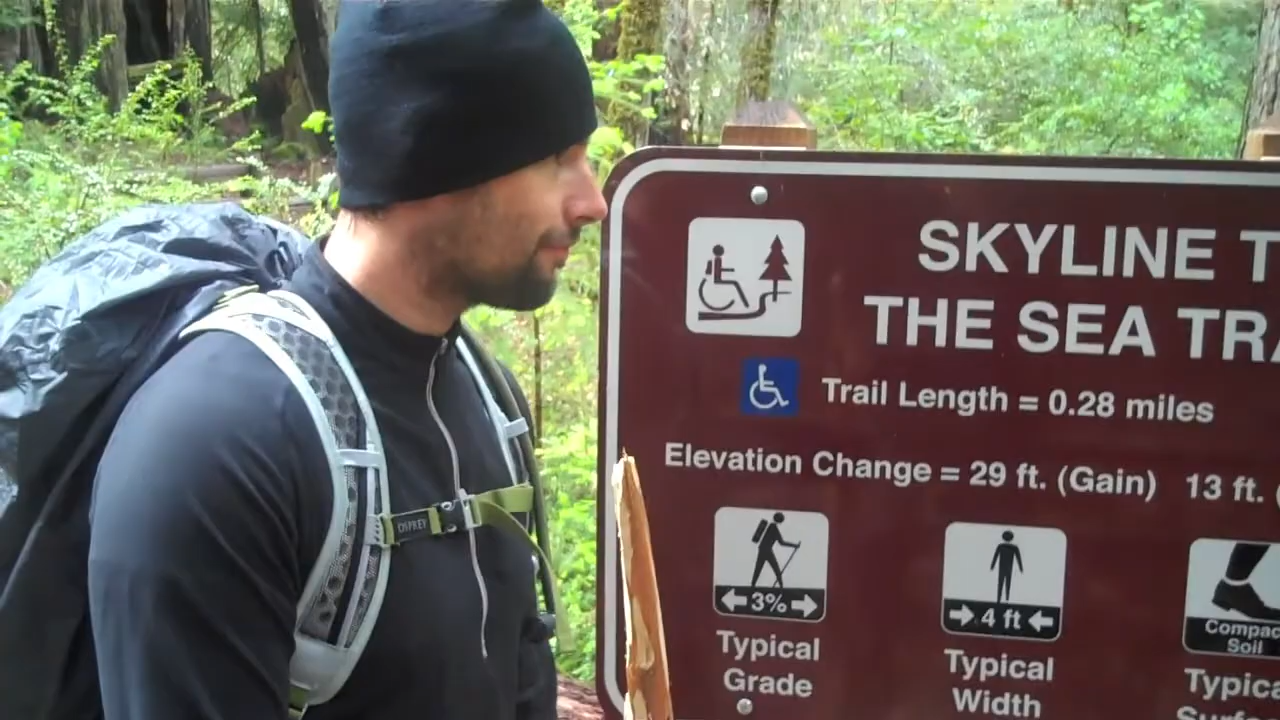 SKYLINE T
THE SEA TRA
Trail Length = 0.28 miles
Elevation Change = 29 ft. (Gain) 13 ft. (
OSPREY
3%
Typical
Grade
4 ft
Typical
Width
Compac
Soil
Typica